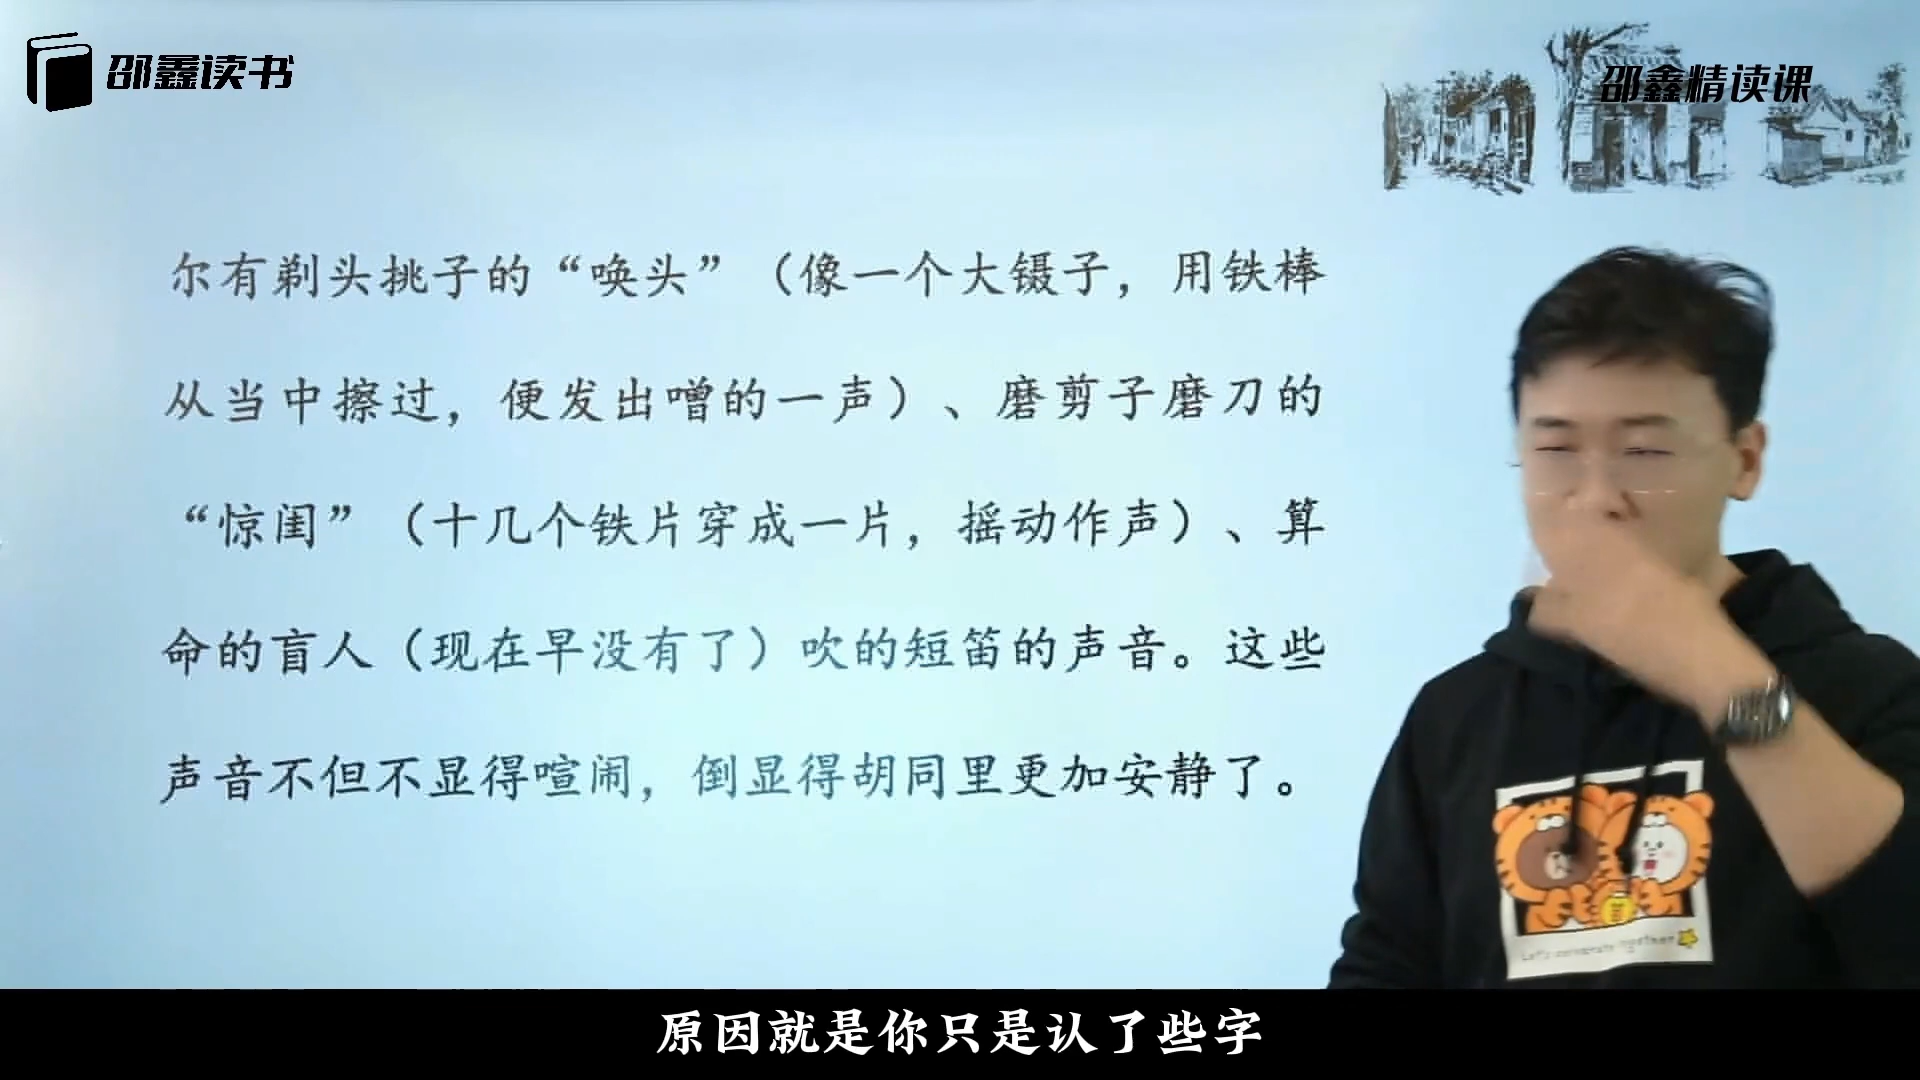 邵鑫读书
邵鑫精读课
尔有剃头挑子的“唤头”（像一个大镊子，用铁棒
从当中擦过，便发出噌的一声）、磨剪子磨刀的
“惊闺”（十几个铁片穿成一片，摇动作声）、算
命的盲人（现在早没有了）吹的短笛的声音。这些
声音不但不显得喧闹，倒显得胡同里更加安静了。
原因就是你只是认了些字